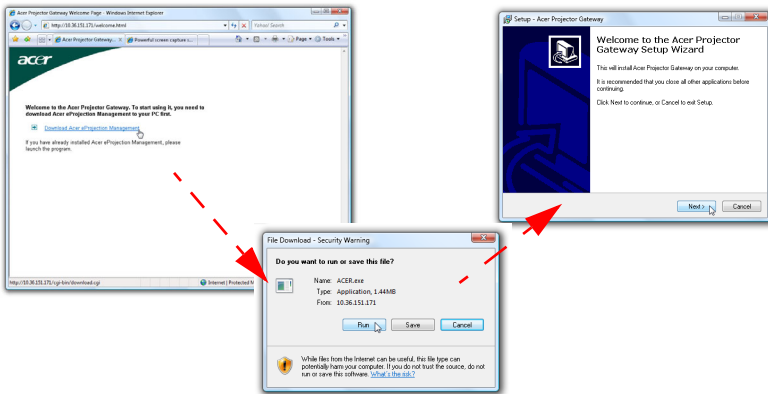 Acer Projector Gateway Welcome Page - Windows Internet Explorer
http://10.36.151.171/welcome.html
Yahoo! Search
Acer Projector Gateway...
Powerful screen capture s...
Page
Tools
acer
Welcome to the Acer Projector Gateway. To start using it, you need to
download Acer eProjection Management to your PC first.
Download Acer eProjection Management
If you have already installed Acer eProjection Management, please
launch the program.
http://10.36.151.171/cgi-bin/download.cgi
Internet | Protected M
File Download - Security Warning
Do you want to run or save this file?
Name: ACER.exe
Type: Application, 1.44MB
From: 10.36.151.171
Run
Save
Cancel
While files from the Internet can be useful, this file type can
potentially harm your computer. If you do not trust the source, do not
run or save this software. What's the risk?
Setup - Acer Projector Gateway
Welcome to the Acer Projector
Gateway Setup Wizard
This will install Acer Projector Gateway on your computer.
It is recommended that you close all other applications before
continuing.
Click Next to continue, or Cancel to exit Setup.
Next >
Cancel